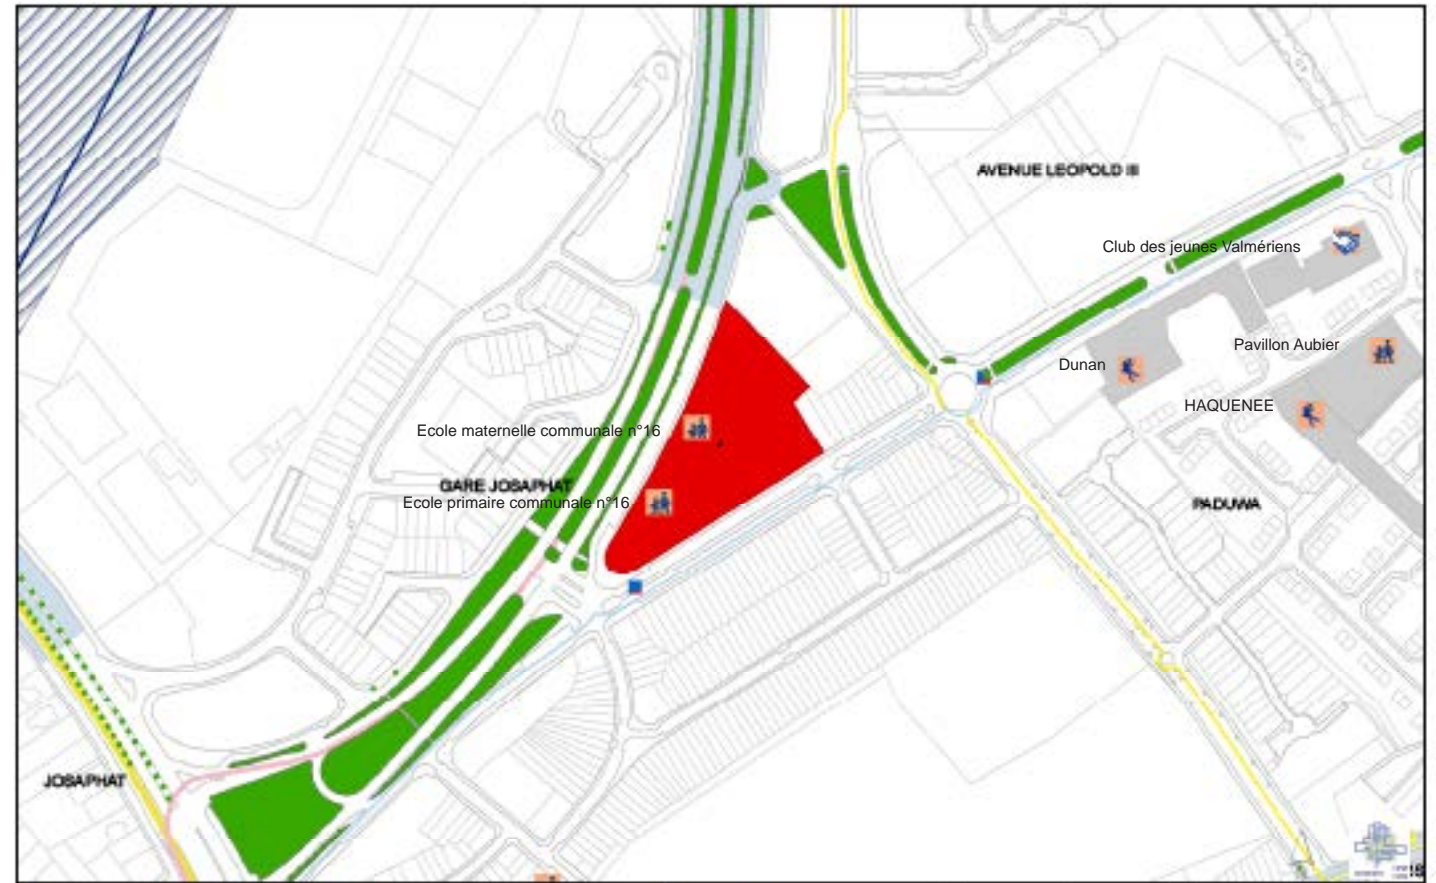 AVENUE LEOPOLD III
Club des jeunes Valmériens
Pavillon Aubier
Dunan
HAQUENEE
Ecole maternelle communale n°16
GARE JOSAPHAT
Ecole primaire communale n°16
PADUWA
JOSAPHAT